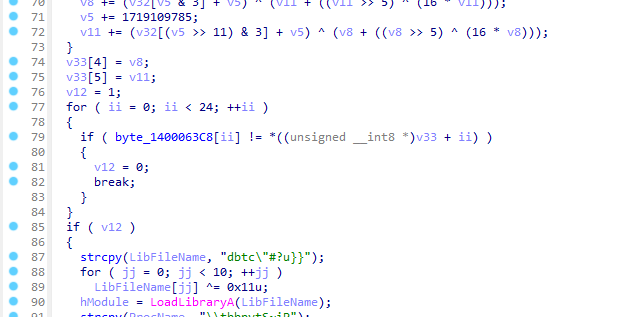 70 v8 += (v32[v5 & 3] + v5) ^ (v11 + ((v11 >> 5) ^ (16 * v11)));
71 v5 += 1719109785;
72 v11 += (v32[(v5 >> 11) & 3] + v5) ^ (v8 + ((v8 >> 5) ^ (16 * v8)));
73 }
74 v33[4] = v8;
75 v33[5] = v11;
76 v12 = 1;
77 for ( ii = 0; ii < 24; ++ii )
78 {
79 if ( byte_1400063C8[ii] != *((unsigned __int8 *)v33 + ii) )
80 {
81 v12 = 0;
82 break;
83 }
84 }
85 if ( v12 )
86 {
87 strcpy(LibFileName, "dbtc\"#?u}}");
88 for ( jj = 0; jj < 10; ++jj )
89 LibFileName[jj] ^= 0x11u;
90 hModule = LoadLibraryA(LibFileName);